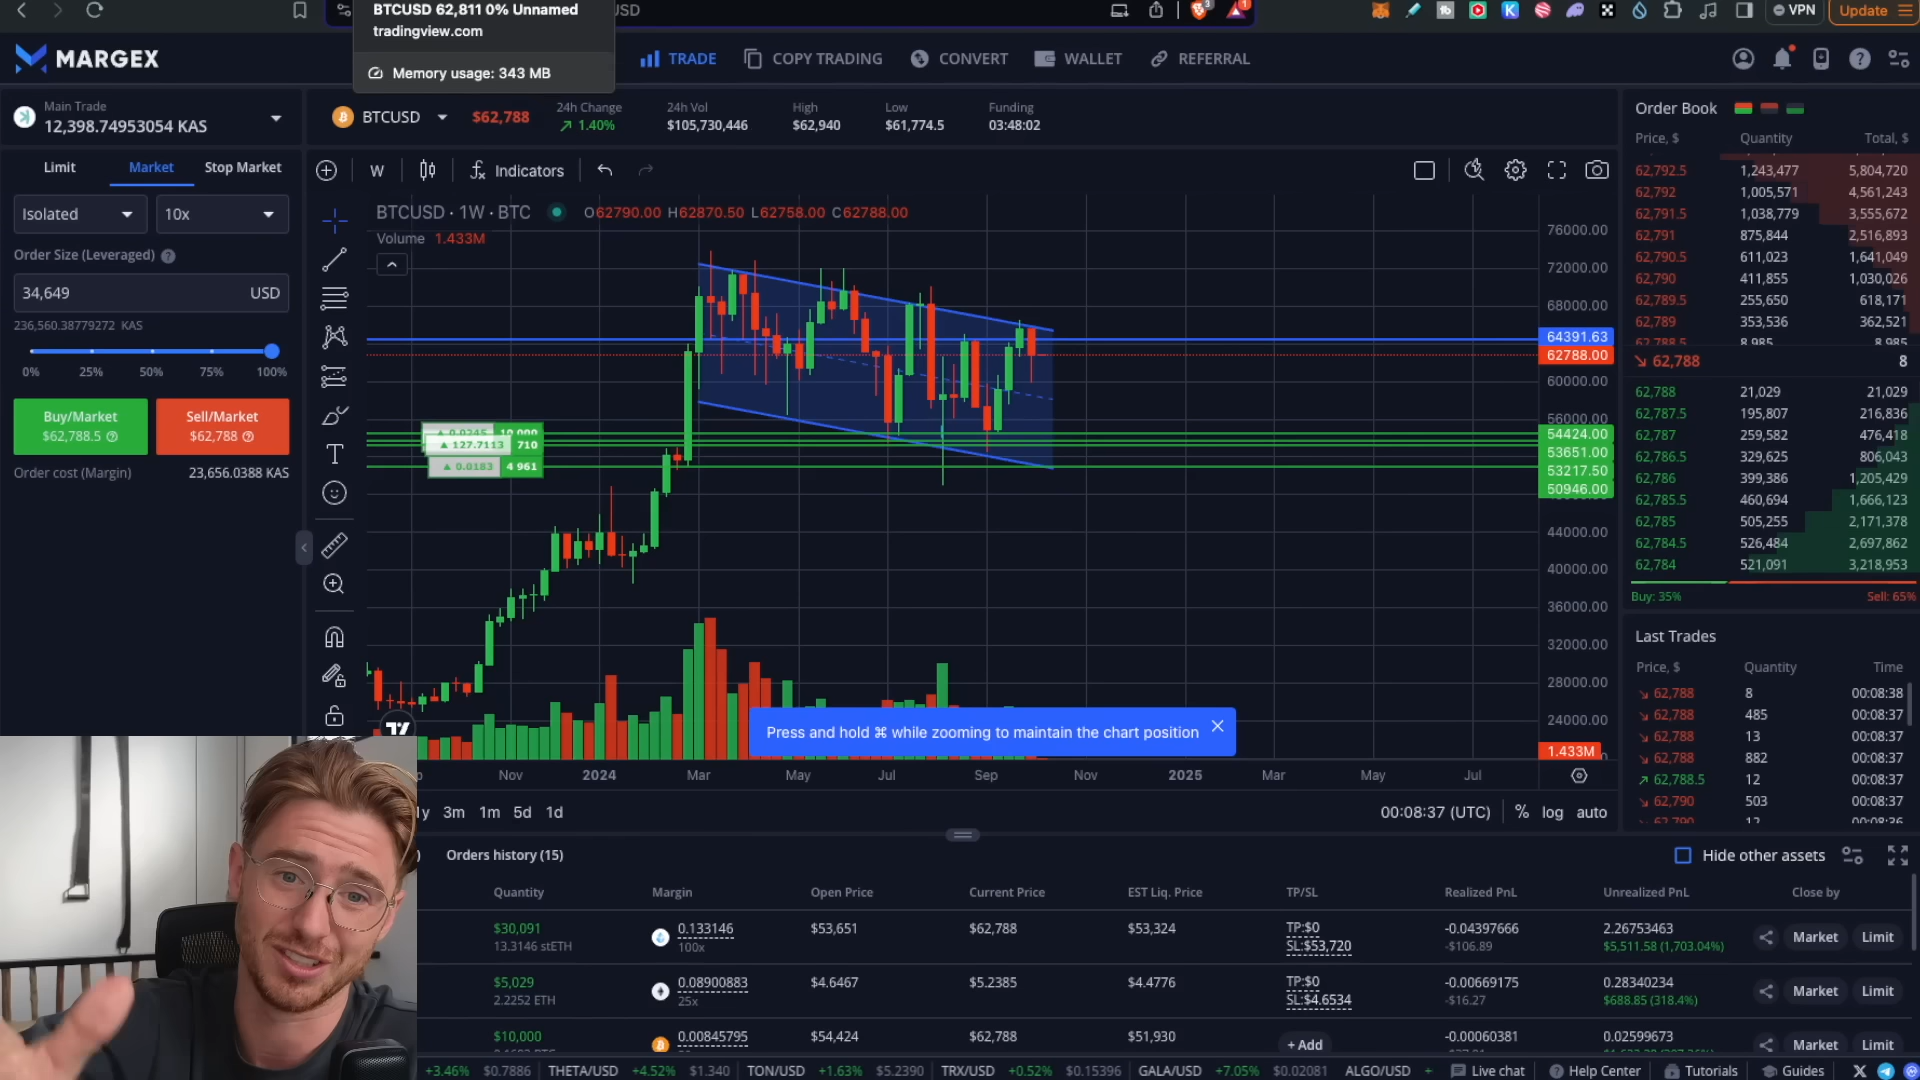 BTCUSD 62,811 0% Unnamed
tradingview.com
Memory usage: 343 MB
SD
VPN
Update
MARGEX
TRADE
COPY TRADING
CONVERT
WALLET
REFERRAL
Main Trade
12,398.74953054 KAS
BTCUSD
$62,788
24h Change
1.40%
24h Vol
$105,730,446
High
$62,940
Low
$61,774.5
Funding
03:48:02
Limit
Market
Stop Market
Isolated
10x
Order Size (Leveraged)
34,649
USD
236,560.38779272 KAS
0% 25% 50% 75% 100%
Buy/Market
$62,788.5
Sell/Market
$62,788
Order cost (Margin)
23,656.0388 KAS
W
Indicators
BTCUSD · 1W · BTC
O62790.00 H62870.50 L62758.00 C62788.00
Volume 1.433M
76000.00
72000.00
68000.00
64391.63
62788.00
60000.00
56000.00
54424.00
53651.00
53217.50
50946.00
44000.00
40000.00
36000.00
32000.00
28000.00
24000.00
1.433M
0.0245 10 000
127.7113 710
0.0183 4 961
Press and hold ⌘ while zooming to maintain the chart position
Nov 2024 Mar May Jul Sep Nov 2025 Mar May Jul
y 3m 1m 5d 1d
00:08:37 (UTC)
% log auto
Order Book
Price, $ Quantity Total, $
62,792.5 1,243,477 5,804,720
62,792 1,005,571 4,561,243
62,791.5 1,038,779 3,555,672
62,791 875,844 2,516,893
62,790.5 611,023 1,641,049
62,790 411,855 1,030,026
62,789.5 255,650 618,171
62,789 353,536 362,521
62,788.5 8,985 8,985
62,788 8
62,788 21,029 21,029
62,787.5 195,807 216,836
62,787 259,582 476,418
62,786.5 329,625 806,043
62,786 399,386 1,205,429
62,785.5 460,694 1,666,123
62,785 505,255 2,171,378
62,784.5 526,484 2,697,862
62,784 521,091 3,218,953
Buy: 35% Sell: 65%
Last Trades
Price, $ Quantity Time
62,788 8 00:08:38
62,788 485 00:08:37
62,788 13 00:08:37
62,788 882 00:08:37
62,788.5 12 00:08:37
62,790 503 00:08:37
62,790 12 00:08:36
Orders history (15)
Hide other assets
Quantity Margin Open Price Current Price EST Liq. Price TP/SL Realized PnL Unrealized PnL Close by
$30,091
13.3146 stETH
0.133146
100x
$53,651
$62,788
$53,324
TP:$0
SL:$53,720
-0.04397666
-$106.89
2.26753463
$5,511.58 (1,703.04%)
Market
Limit
$5,029
2.2252 ETH
0.08900883
25x
$4.6467
$5.2385
$4.4776
TP:$0
SL:$4.6534
-0.00669175
-$16.27
0.28340234
$688.85 (318.4%)
Market
Limit
$10,000
0.00845795
$54,424
$62,788
$51,930
+ Add
-0.00060381
0.02599673
Market
Limit
+3.46% $0.7886 THETA/USD +4.52% $1.340 TON/USD +1.63% $5.2390 TRX/USD +0.52% $0.15396 GALA/USD +7.05% $0.02081 ALGO/USD +
Live chat
Help Center
Tutorials
Guides